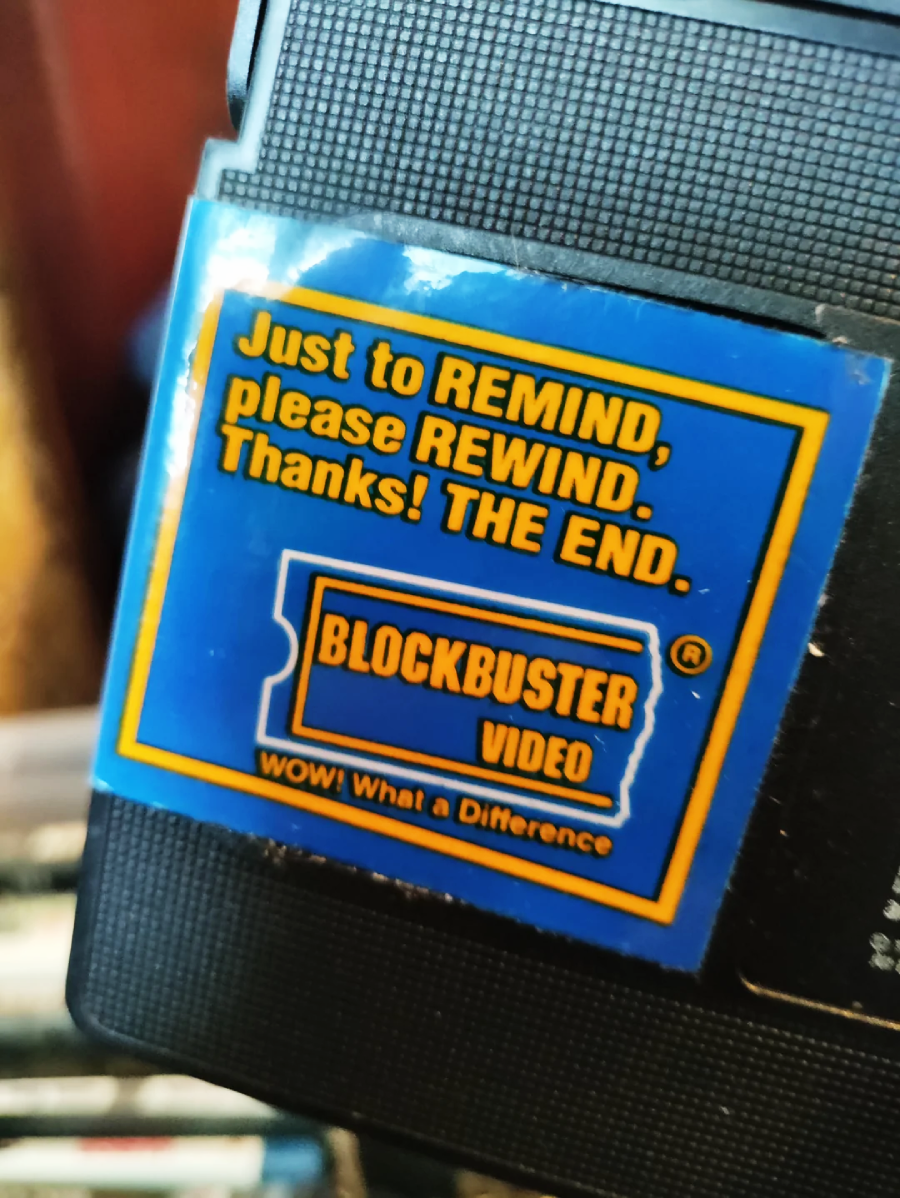 Just to REMIND,
please REWIND.
Thanks! THE END.
BLOCKBUSTER ®
VIDEO
WOW! What a Difference